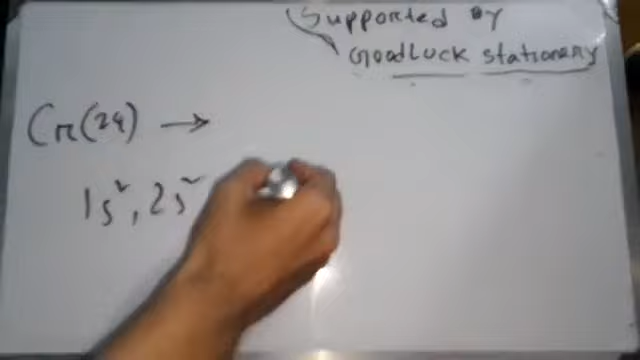 Supported by
Goodluck stationary
Cr(24) →
1s², 2s²